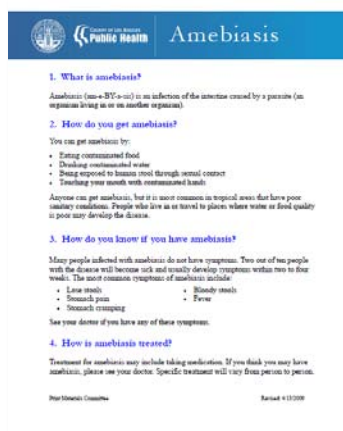 County of Los Angeles
Public Health
Amebiasis
1. What is amebiasis?
Amebiasis (am-e-BY-a-sis) is an infection of the intestine caused by a parasite (an
organism living in or on another organism).
2. How do you get amebiasis?
You can get amebiasis by:
• Eating contaminated food
• Drinking contaminated water
• Being exposed to human stool through sexual contact
• Touching your mouth with contaminated hands
Anyone can get amebiasis, but it is most common in tropical areas that have poor
sanitary conditions. People who live in or travel to places where water or food quality
is poor may develop the disease.
3. How do you know if you have amebiasis?
Many people infected with amebiasis do not have symptoms. Two out of ten people
with the disease will become sick and usually develop symptoms within two to four
weeks. The most common symptoms of amebiasis include:
• Lose stools
• Stomach pain
• Stomach cramping
• Bloody stools
• Fever
See your doctor if you have any of these symptoms.
4. How is amebiasis treated?
Treatment for amebiasis may include taking medication. If you think you may have
amebiasis, please see your doctor. Specific treatment will vary from person to person.
Print Materials Committee
Revised: